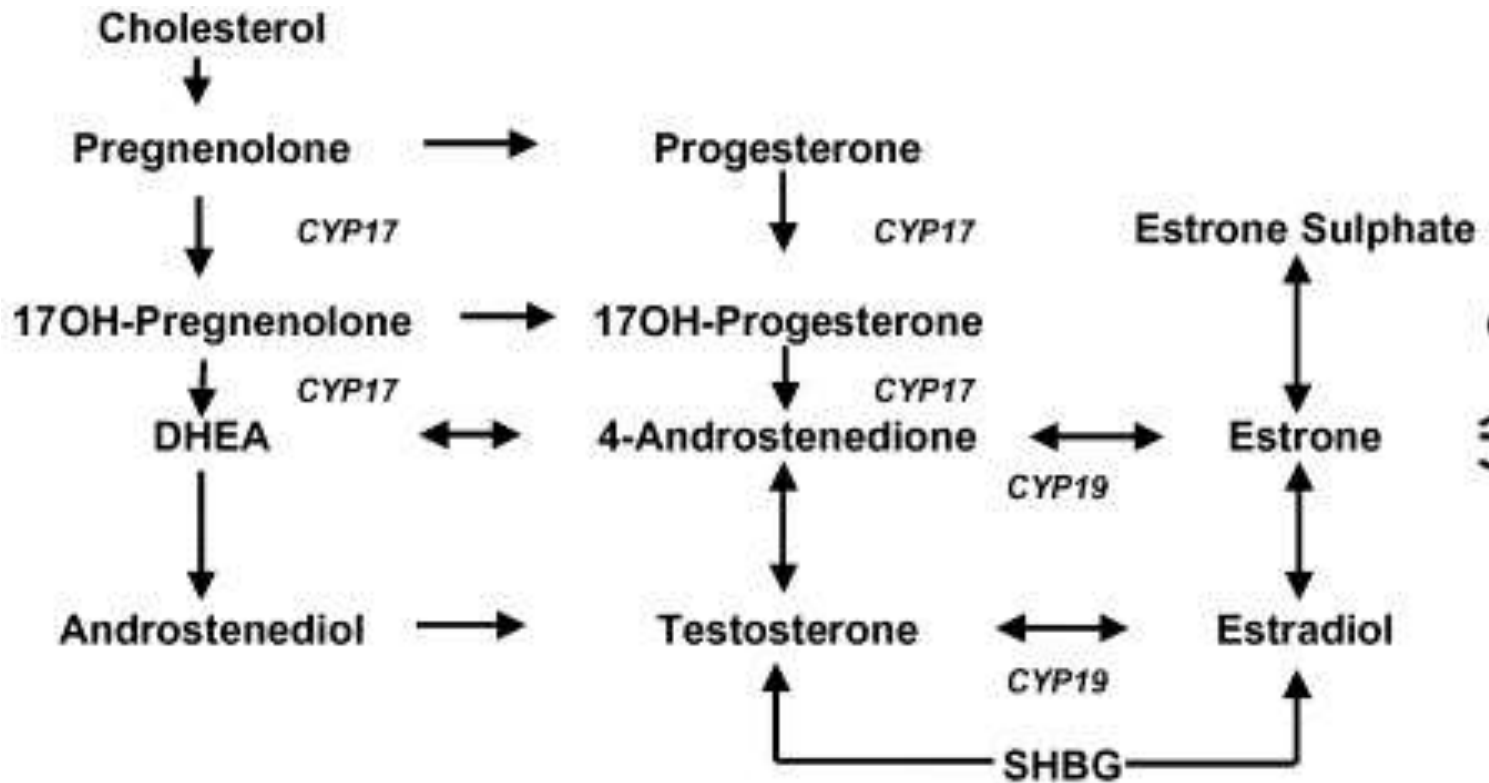 Cholesterol
Pregnenolone Progesterone
CYP17 CYP17 Estrone Sulphate
17OH-Pregnenolone 17OH-Progesterone
CYP17 CYP17
DHEA 4-Androstenedione Estrone
CYP19
Androstenediol Testosterone Estradiol
CYP19
SHBG